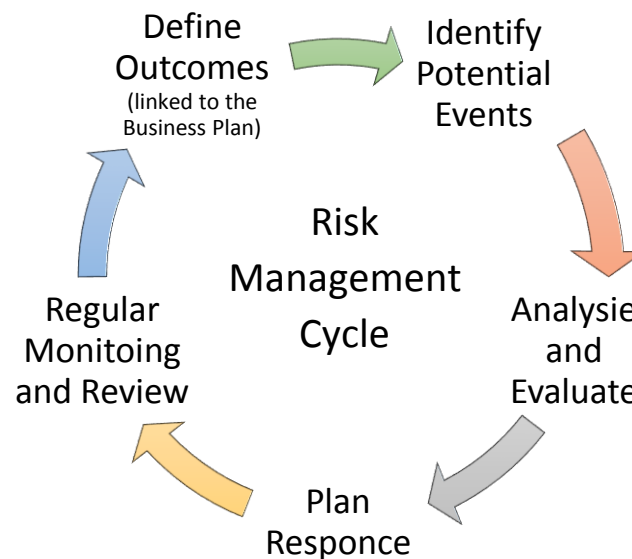 Define
Outcomes
(linked to the
Business Plan)
Identify
Potential
Events
Risk
Management
Cycle
Analysie
and
Evaluate
Plan
Responce
Regular
Monitoing
and Review